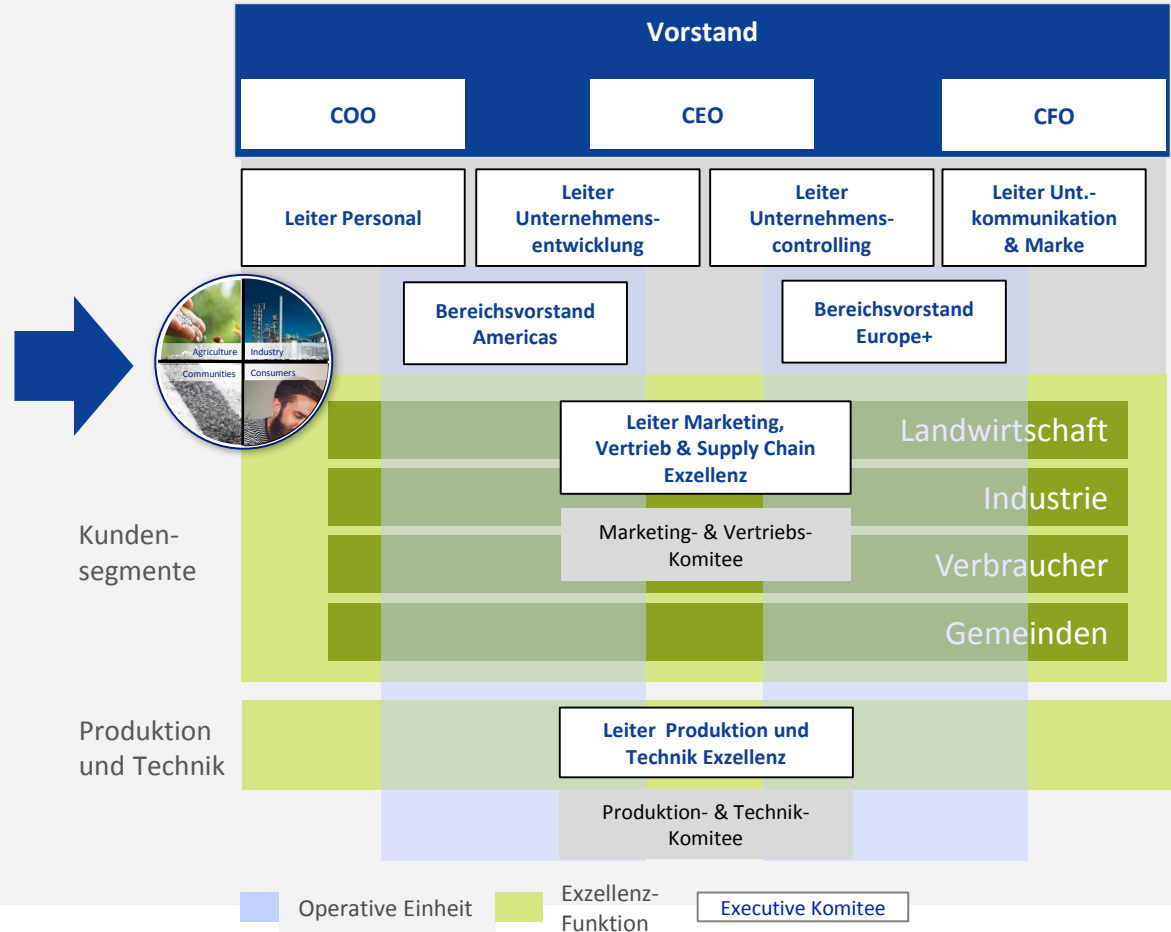 Vorstand
COO
CEO
CFO
Leiter Personal
Leiter
Unternehmens-
entwicklung
Leiter
Unternehmens-
controlling
Leiter Unt.-
kommunikation
& Marke
Bereichsvorstand
Americas
Bereichsvorstand
Europe+
Agriculture
Industry
Communities
Consumers
Leiter Marketing,
Vertrieb & Supply Chain
Exzellenz
Marketing- & Vertriebs-
Komitee
Landwirtschaft
Industrie
Verbraucher
Gemeinden
Kunden-
segmente
Produktion
und Technik
Leiter Produktion und
Technik Exzellenz
Produktion- & Technik-
Komitee
Operative Einheit
Exzellenz-
Funktion
Executive Komitee